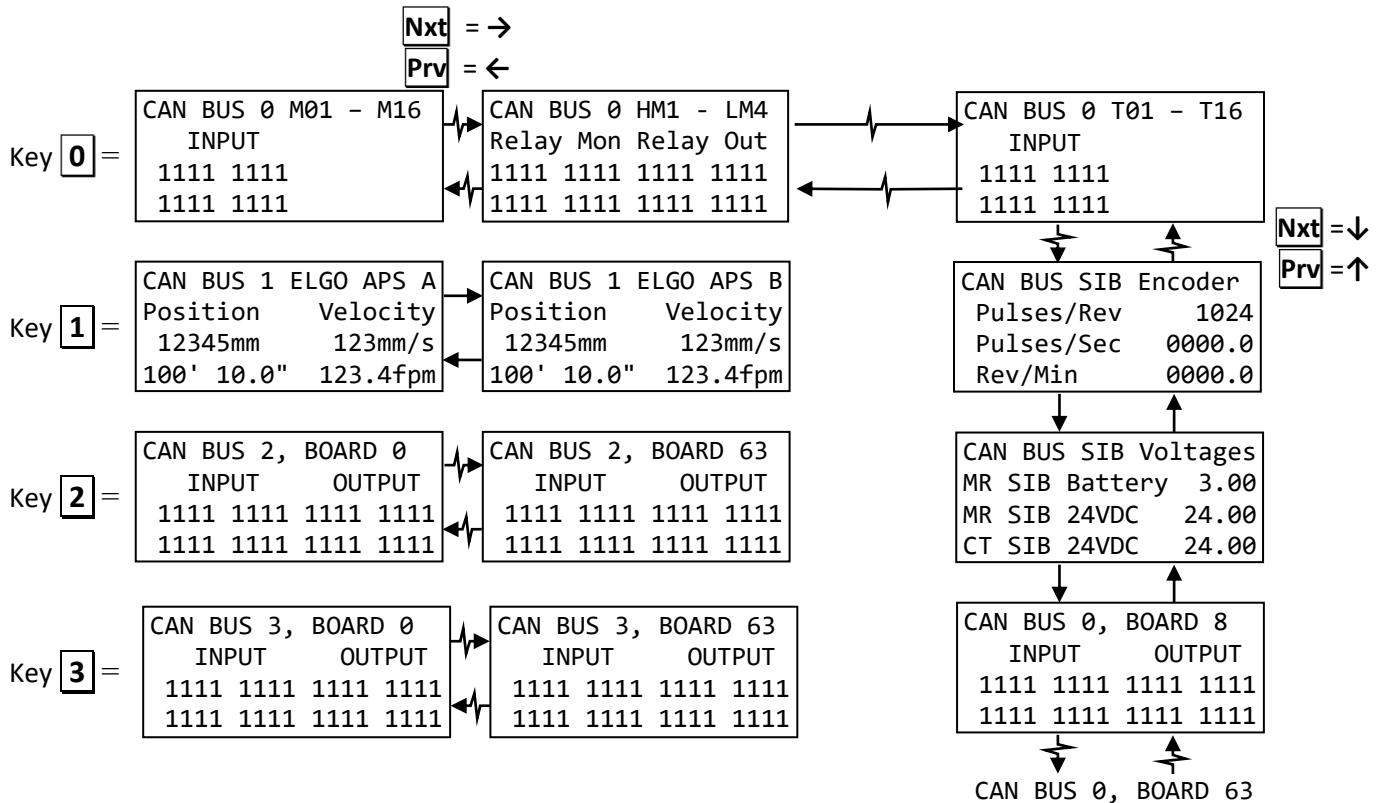 Nxt = →
Prv = ←
Key 0 =
CAN BUS 0 M01 – M16
INPUT
1111 1111
1111 1111
CAN BUS 0 HM1 - LM4
Relay Mon Relay Out
1111 1111 1111 1111
1111 1111 1111 1111
CAN BUS 0 T01 – T16
INPUT
1111 1111
1111 1111
Nxt =↓
Prv =↑
Key 1 =
CAN BUS 1 ELGO APS A
Position Velocity
12345mm 123mm/s
100' 10.0" 123.4fpm
CAN BUS 1 ELGO APS B
Position Velocity
12345mm 123mm/s
100' 10.0" 123.4fpm
CAN BUS SIB Encoder
Pulses/Rev 1024
Pulses/Sec 0000.0
Rev/Min 0000.0
Key 2 =
CAN BUS 2, BOARD 0
INPUT OUTPUT
1111 1111 1111 1111
1111 1111 1111 1111
CAN BUS 2, BOARD 63
INPUT OUTPUT
1111 1111 1111 1111
1111 1111 1111 1111
CAN BUS SIB Voltages
MR SIB Battery 3.00
MR SIB 24VDC 24.00
CT SIB 24VDC 24.00
Key 3 =
CAN BUS 3, BOARD 0
INPUT OUTPUT
1111 1111 1111 1111
1111 1111 1111 1111
CAN BUS 3, BOARD 63
INPUT OUTPUT
1111 1111 1111 1111
1111 1111 1111 1111
CAN BUS 0, BOARD 8
INPUT OUTPUT
1111 1111 1111 1111
1111 1111 1111 1111
CAN BUS 0, BOARD 63